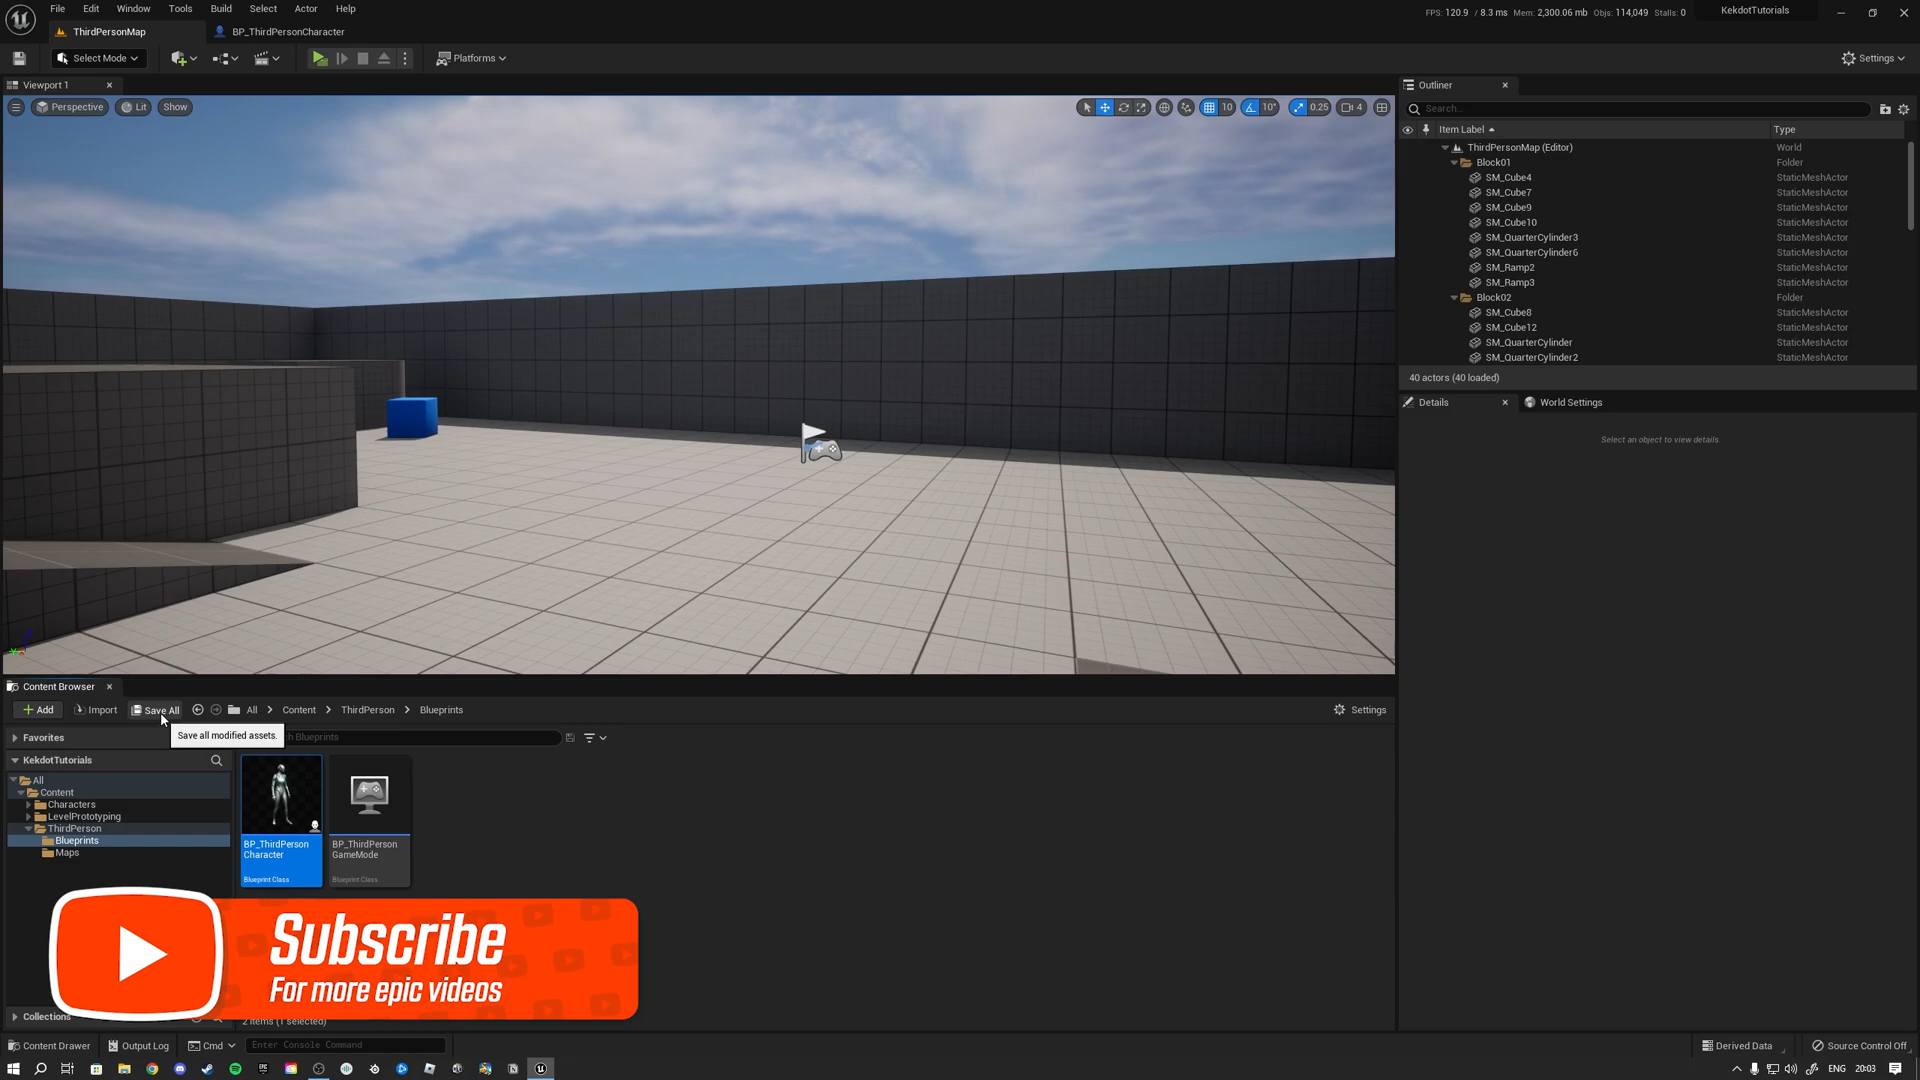 File Edit Window Tools Build Select Actor Help
FPS: 120.9 / 8.3 ms Mem: 2,300.06 mb Objs: 114,049 Stalls: 0
KekdotTutorials
ThirdPersonMap
BP_ThirdPersonCharacter
Select Mode
Platforms
Settings
Viewport 1
Perspective Lit Show
10 10° 0.25 4
Outliner
Search...
Item Label Type
ThirdPersonMap (Editor) World
Block01 Folder
SM_Cube4 StaticMeshActor
SM_Cube7 StaticMeshActor
SM_Cube9 StaticMeshActor
SM_Cube10 StaticMeshActor
SM_QuarterCylinder3 StaticMeshActor
SM_QuarterCylinder6 StaticMeshActor
SM_Ramp2 StaticMeshActor
SM_Ramp3 StaticMeshActor
Block02 Folder
SM_Cube8 StaticMeshActor
SM_Cube12 StaticMeshActor
SM_QuarterCylinder StaticMeshActor
SM_QuarterCylinder2 StaticMeshActor
40 actors (40 loaded)
Details
World Settings
Select an object to view details.
Content Browser
Add Import Save All All Content ThirdPerson Blueprints
Settings
Favorites
Save all modified assets.
Blueprints
KekdotTutorials
All
Content
Characters
LevelPrototyping
ThirdPerson
Blueprints
Maps
BP_ThirdPerson
Character
Blueprint Class
BP_ThirdPerson
GameMode
Blueprint Class
Subscribe
For more epic videos
Collections
2 items (1 selected)
Content Drawer Output Log Cmd Enter Console Command
Derived Data Source Control Off
ENG 20:03